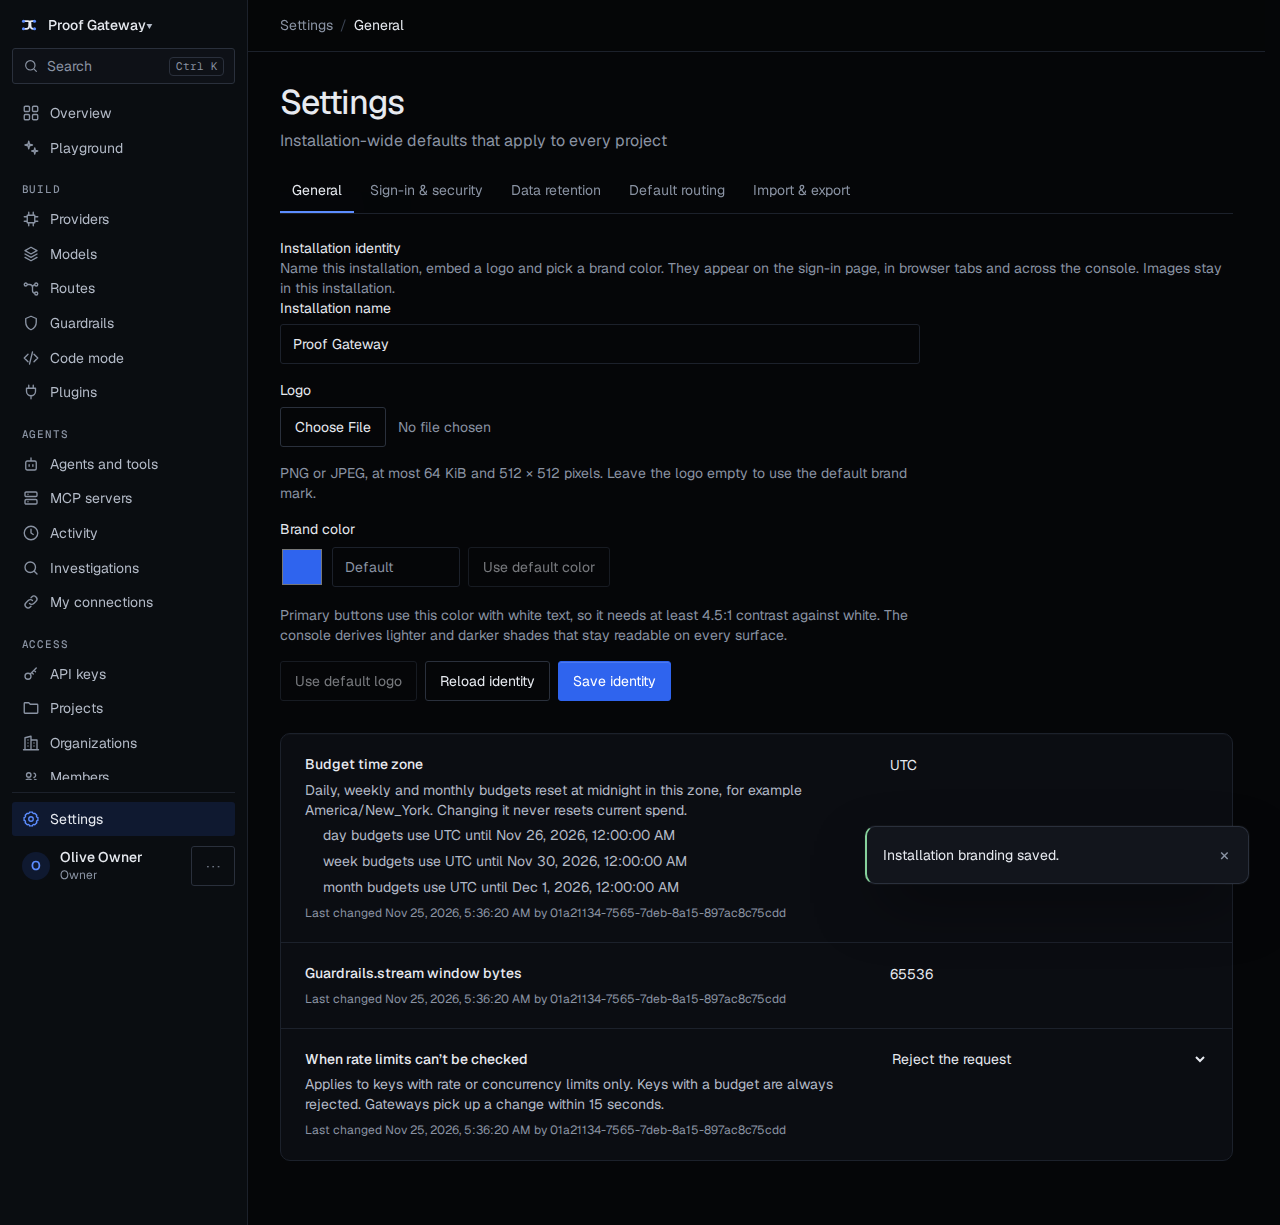 Proof Gateway▾
Search Ctrl K
Overview
Playground
BUILD
Providers
Models
Routes
Guardrails
Code mode
Plugins
AGENTS
Agents and tools
MCP servers
Activity
Investigations
My connections
ACCESS
API keys
Projects
Organizations
Members
Settings
O
Olive Owner
Owner
...
Settings / General
Settings
Installation-wide defaults that apply to every project
General Sign-in & security Data retention Default routing Import & export
Installation identity
Name this installation, embed a logo and pick a brand color. They appear on the sign-in page, in browser tabs and across the console. Images stay
in this installation.
Installation name
Proof Gateway
Logo
Choose File No file chosen
PNG or JPEG, at most 64 KiB and 512 × 512 pixels. Leave the logo empty to use the default brand
mark.
Brand color
Default Use default color
Primary buttons use this color with white text, so it needs at least 4.5:1 contrast against white. The
console derives lighter and darker shades that stay readable on every surface.
Use default logo Reload identity Save identity
Budget time zone UTC
Daily, weekly and monthly budgets reset at midnight in this zone, for example
America/New_York. Changing it never resets current spend.
day budgets use UTC until Nov 26, 2026, 12:00:00 AM
week budgets use UTC until Nov 30, 2026, 12:00:00 AM
month budgets use UTC until Dec 1, 2026, 12:00:00 AM
Last changed Nov 25, 2026, 5:36:20 AM by 01a21134-7565-7deb-8a15-897ac8c75cdd
Installation branding saved. ×
Guardrails.stream window bytes 65536
Last changed Nov 25, 2026, 5:36:20 AM by 01a21134-7565-7deb-8a15-897ac8c75cdd
When rate limits can't be checked Reject the request
Applies to keys with rate or concurrency limits only. Keys with a budget are always
rejected. Gateways pick up a change within 15 seconds.
Last changed Nov 25, 2026, 5:36:20 AM by 01a21134-7565-7deb-8a15-897ac8c75cdd